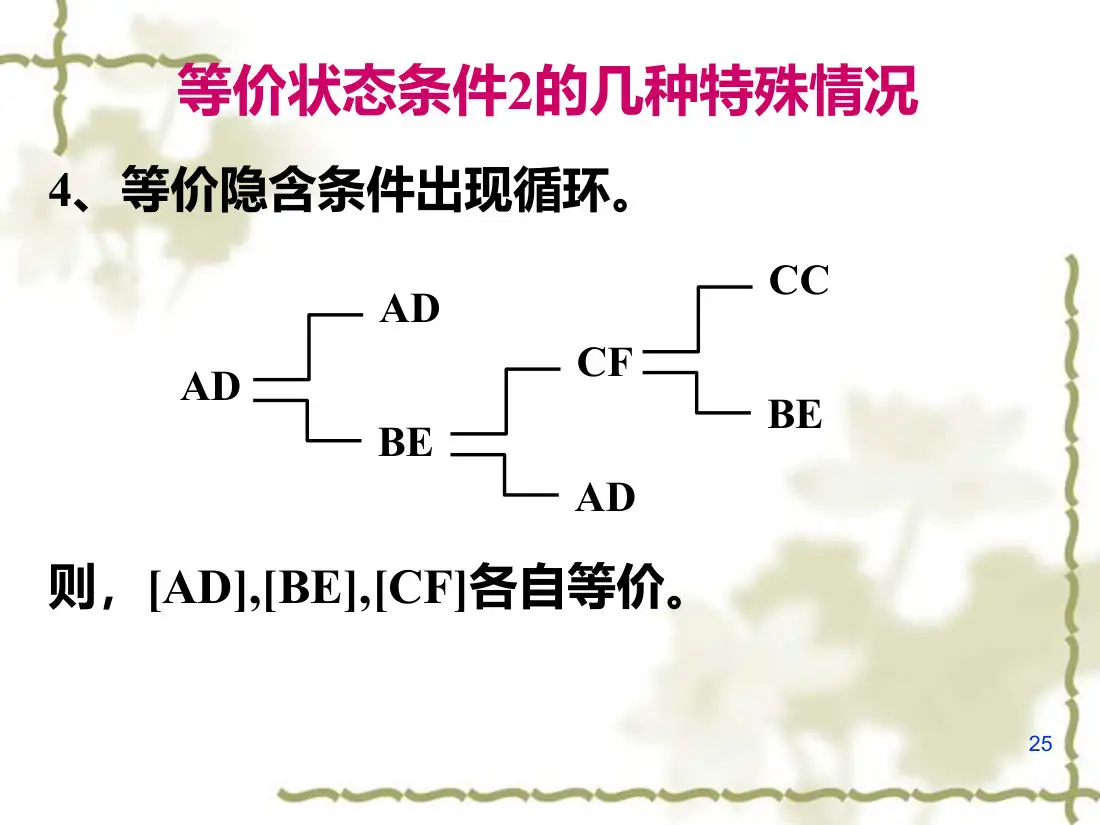 等价状态条件2的几种特殊情况
4、等价隐含条件出现循环。
CC
AD
CF
AD
BE
BE
AD
则，[AD],[BE],[CF]各自等价。
25